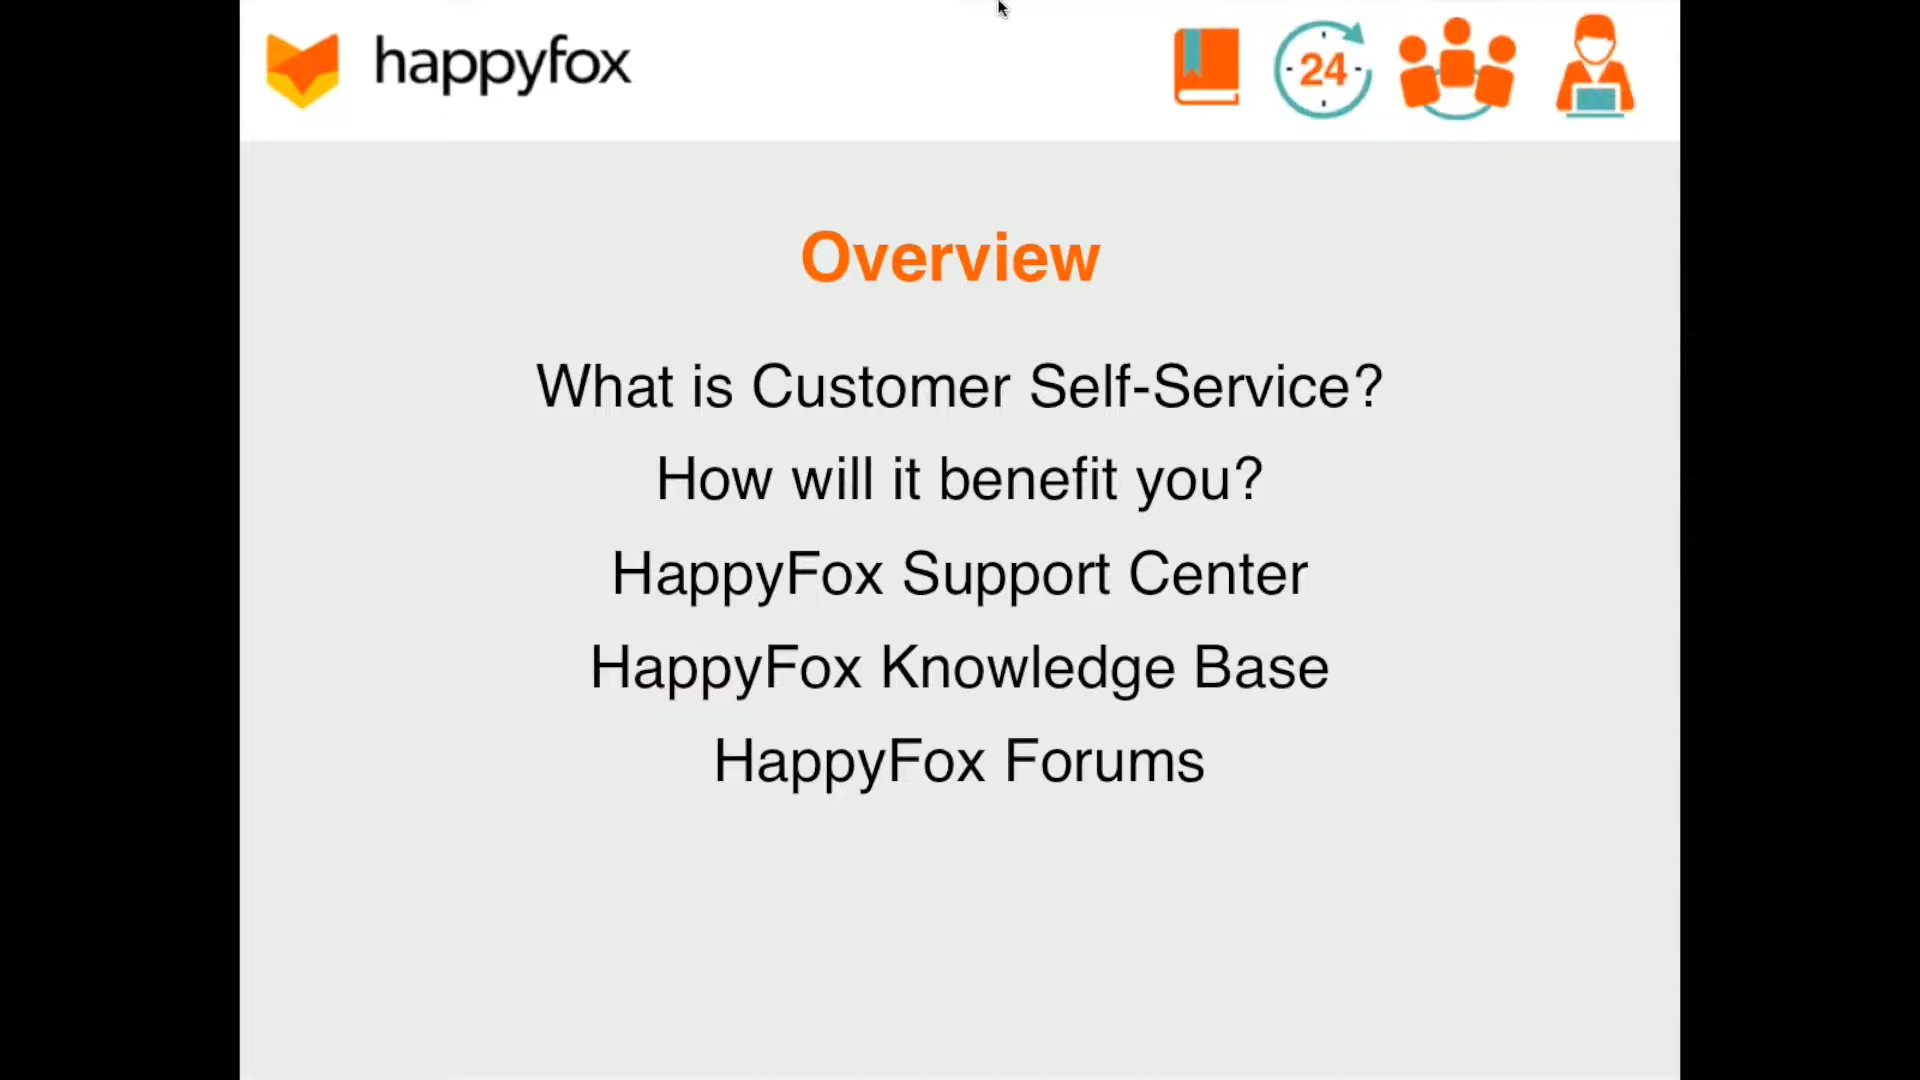 happyfox
24
Overview
What is Customer Self-Service?
How will it benefit you?
HappyFox Support Center
HappyFox Knowledge Base
HappyFox Forums